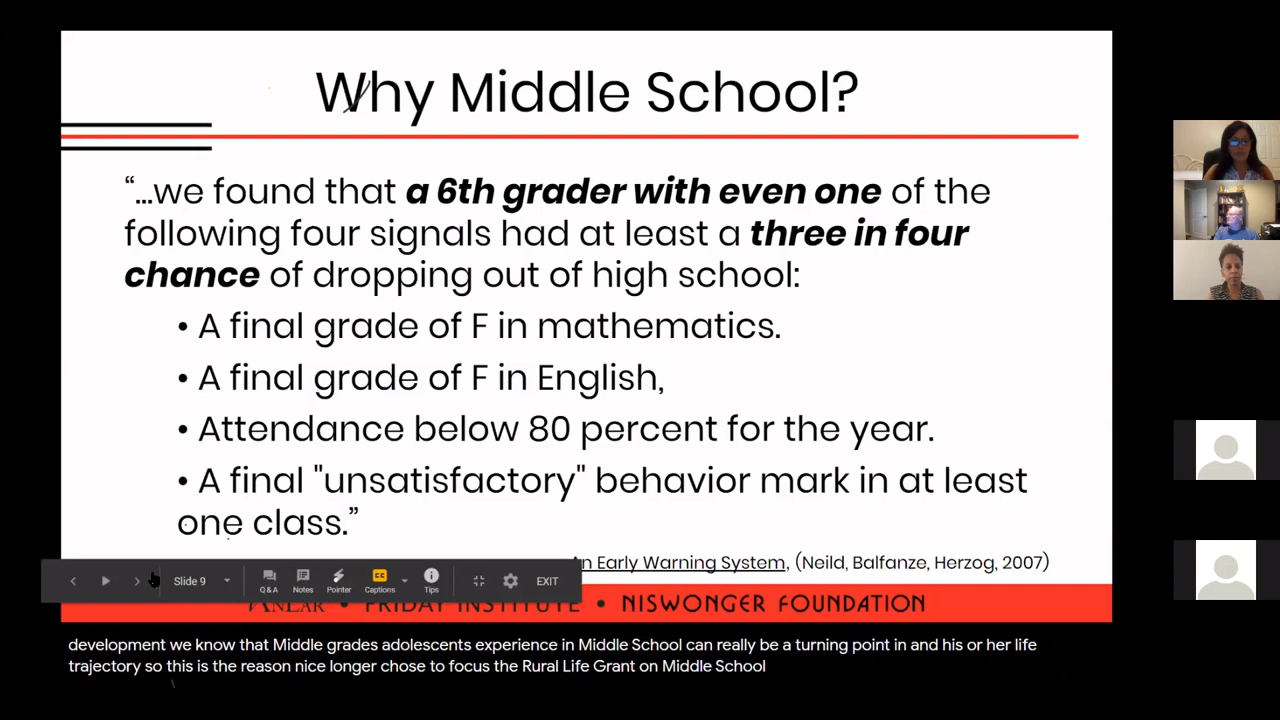 Why Middle School?
“...we found that a 6th grader with even one of the
following four signals had at least a three in four
chance of dropping out of high school:
• A final grade of F in mathematics.
• A final grade of F in English,
• Attendance below 80 percent for the year.
• A final "unsatisfactory" behavior mark in at least
one class.”
An Early Warning System, (Neild, Balfanze, Herzog, 2007)
Slide 9
Q & A
Notes
Pointer
Captions
Tips
EXIT
• FRIDAY INSTITUTE • NISWONGER FOUNDATION
development we know that Middle grades adolescents experience in Middle School can really be a turning point in and his or her life
trajectory so this is the reason nice longer chose to focus the Rural Life Grant on Middle School